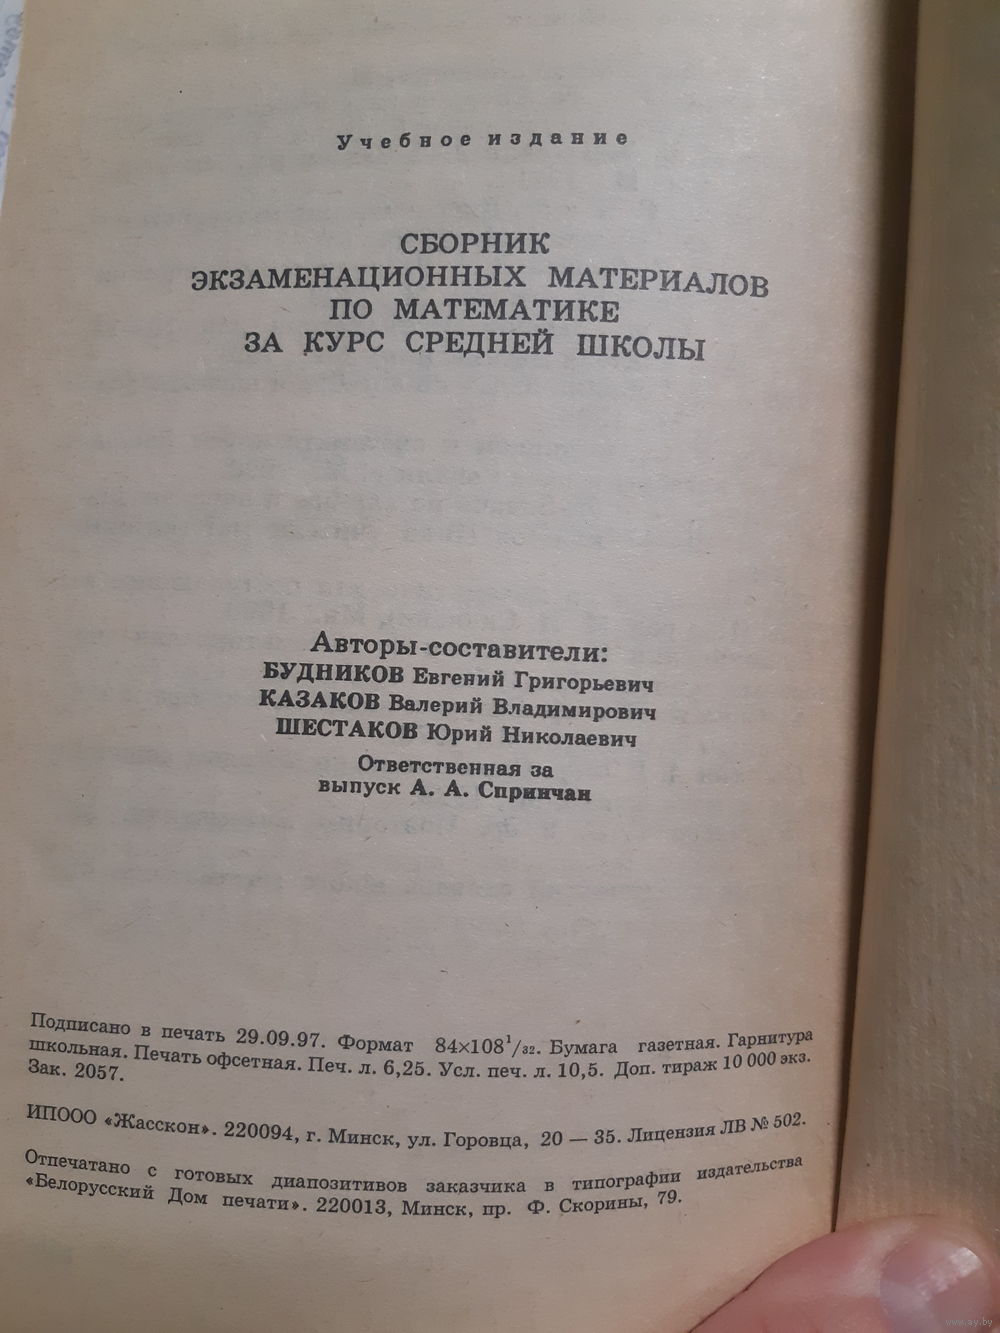 Учебное издание
СБОРНИК
ЭКЗАМЕНАЦИОННЫХ МАТЕРИАЛОВ
ПО МАТЕМАТИКЕ
ЗА КУРС СРЕДНЕЙ ШКОЛЫ
Авторы-составители:
БУДНИКОВ Евгений Григорьевич
КАЗАКОВ Валерий Владимирович
ШЕСТАКОВ Юрий Николаевич
Ответственная за
выпуск А. А. Спринчан
Подписано в печать 29.09.97. Формат 84×108¹/₃₂. Бумага газетная. Гарнитура
школьная. Печать офсетная. Печ. л. 6,25. Усл. печ. л. 10,5. Доп. тираж 10 000 экз.
Зак. 2057.
ИПООО «Жасскон». 220094, г. Минск, ул. Горовца, 20 — 35. Лицензия ЛВ № 502.
Отпечатано с готовых диапозитивов заказчика в типографии издательства
«Белорусский Дом печати». 220013, Минск, пр. Ф. Скорины, 79.
www.ay.by